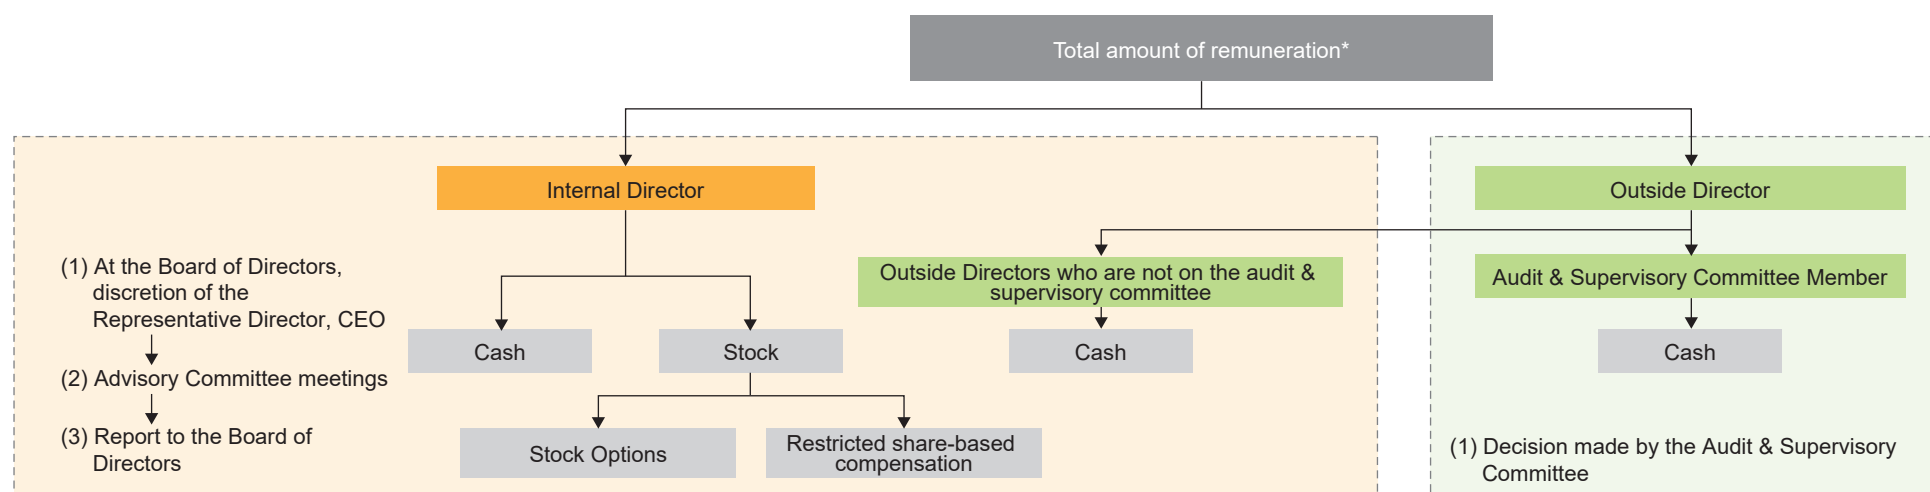 Total amount of remuneration*
Internal Director
Outside Director
(1) At the Board of Directors,
discretion of the
Representative Director, CEO
Outside Directors who are not on the audit &
supervisory committee
Audit & Supervisory Committee Member
Cash
Stock
Cash
Cash
(2) Advisory Committee meetings
(3) Report to the Board of
Directors
Stock Options
Restricted share-based
compensation
(1) Decision made by the Audit & Supervisory
Committee